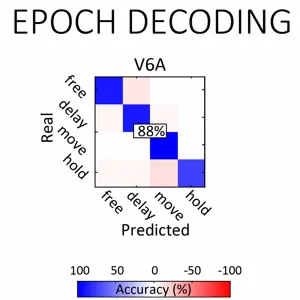 EPOCH DECODING
V6A
free
delay
move
hold
Real
88%
free
delay
move
hold
Predicted
100 50 0 -50 -100
Accuracy (%)